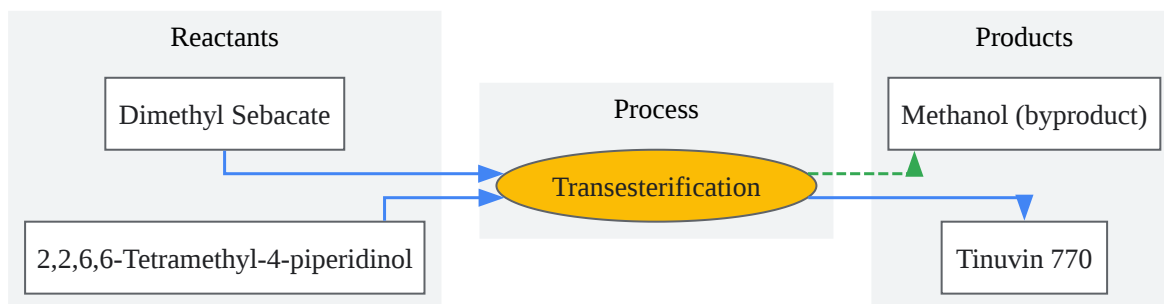 Reactants
Dimethyl Sebacate
2,2,6,6-Tetramethyl-4-piperidinol
Process
Transesterification
Products
Methanol (byproduct)
Tinuvin 770